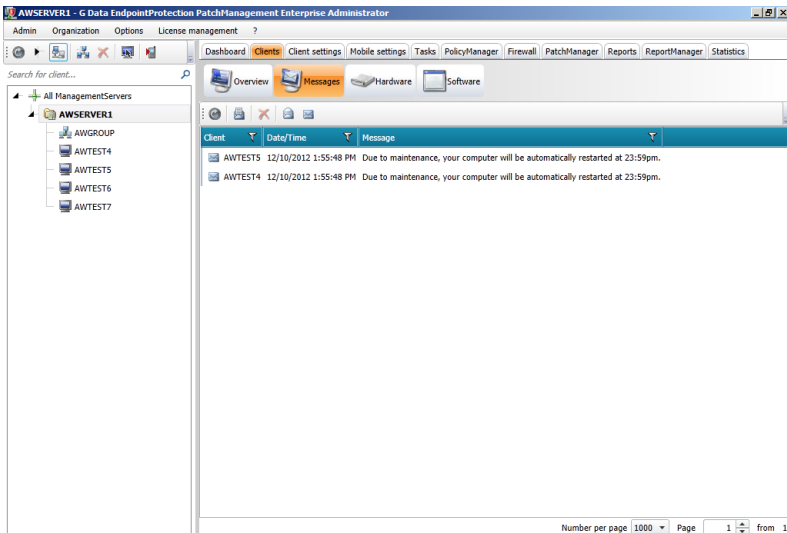 AWSERVER1 - G Data EndpointProtection PatchManagement Enterprise Administrator
Admin Organization Options License management ?
Dashboard Clients Client settings Mobile settings Tasks PolicyManager Firewall PatchManager Reports ReportManager Statistics
Search for client...
Overview Messages Hardware Software
All ManagementServers
AWSERVER1
AWGROUP
AWTEST4
AWTEST5
AWTEST6
AWTEST7
Client Date/Time Message
AWTEST5 12/10/2012 1:55:48 PM Due to maintenance, your computer will be automatically restarted at 23:59pm.
AWTEST4 12/10/2012 1:55:48 PM Due to maintenance, your computer will be automatically restarted at 23:59pm.
Number per page 1000 Page 1 from 1